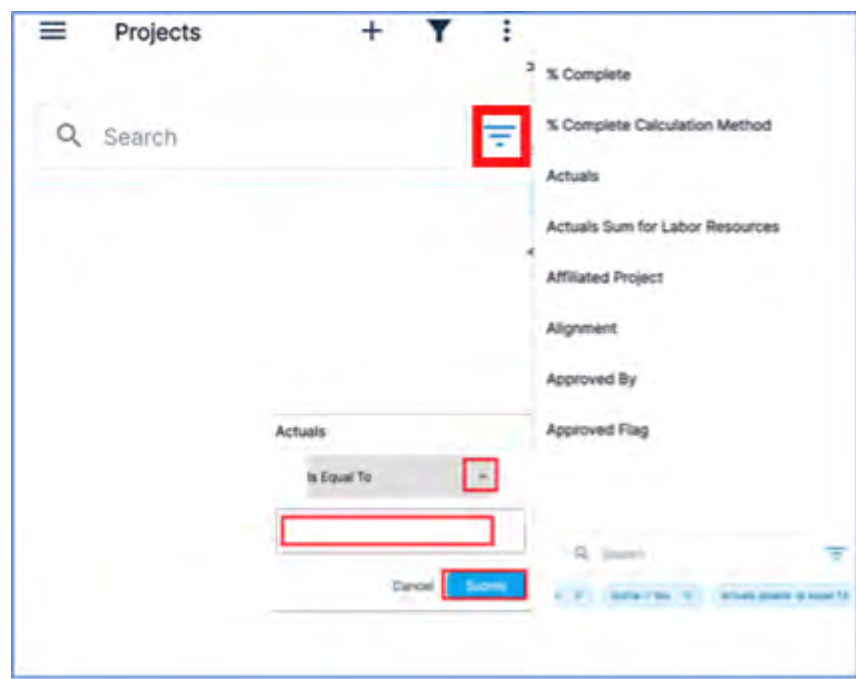 Projects
Search
% Complete
% Complete Calculation Method
Actuals
Actuals Sum for Labor Resources
Affiliated Project
Alignment
Approved By
Approved Flag
Actuals
Is Equal To
Cancel Submit
Search